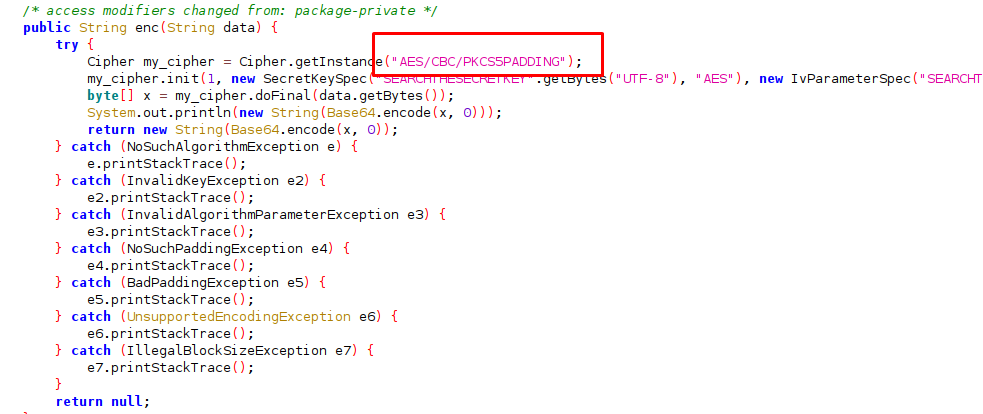 /* access modifiers changed from: package-private */
public String enc(String data) {
try {
Cipher my_cipher = Cipher.getInstance("AES/CBC/PKCS5PADDING");
my_cipher.init(1, new SecretKeySpec("SEARCHTHESECRETKEY".getBytes("UTF-8"), "AES"), new IvParameterSpec("SEARCHT
byte[] x = my_cipher.doFinal(data.getBytes());
System.out.println(new String(Base64.encode(x, 0)));
return new String(Base64.encode(x, 0));
} catch (NoSuchAlgorithmException e) {
e.printStackTrace();
} catch (InvalidKeyException e2) {
e2.printStackTrace();
} catch (InvalidAlgorithmParameterException e3) {
e3.printStackTrace();
} catch (NoSuchPaddingException e4) {
e4.printStackTrace();
} catch (BadPaddingException e5) {
e5.printStackTrace();
} catch (UnsupportedEncodingException e6) {
e6.printStackTrace();
} catch (IllegalBlockSizeException e7) {
e7.printStackTrace();
}
return null;